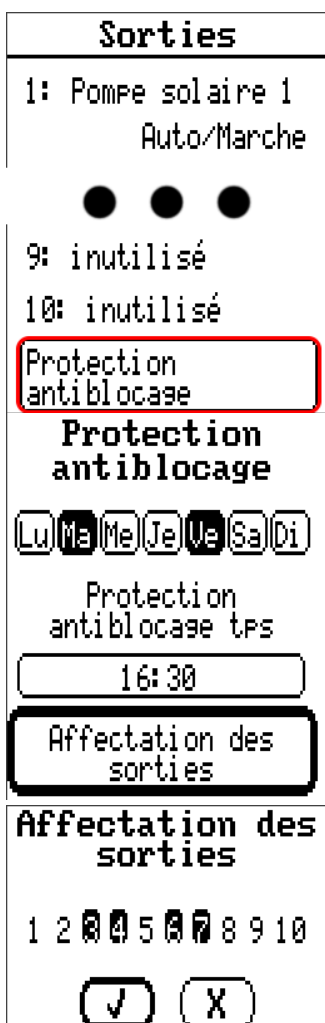 Sorties
1: Pompe solaire 1
Auto/Marche
9: inutilisé
10: inutilisé
Protection
antiblocage
Protection
antiblocage
Lu Ma Me Je Ve Sa Di
Protection
antiblocage tps
16:30
Affectation des
sorties
Affectation des
sorties
1 2 3 4 5 6 7 8 9 10
X